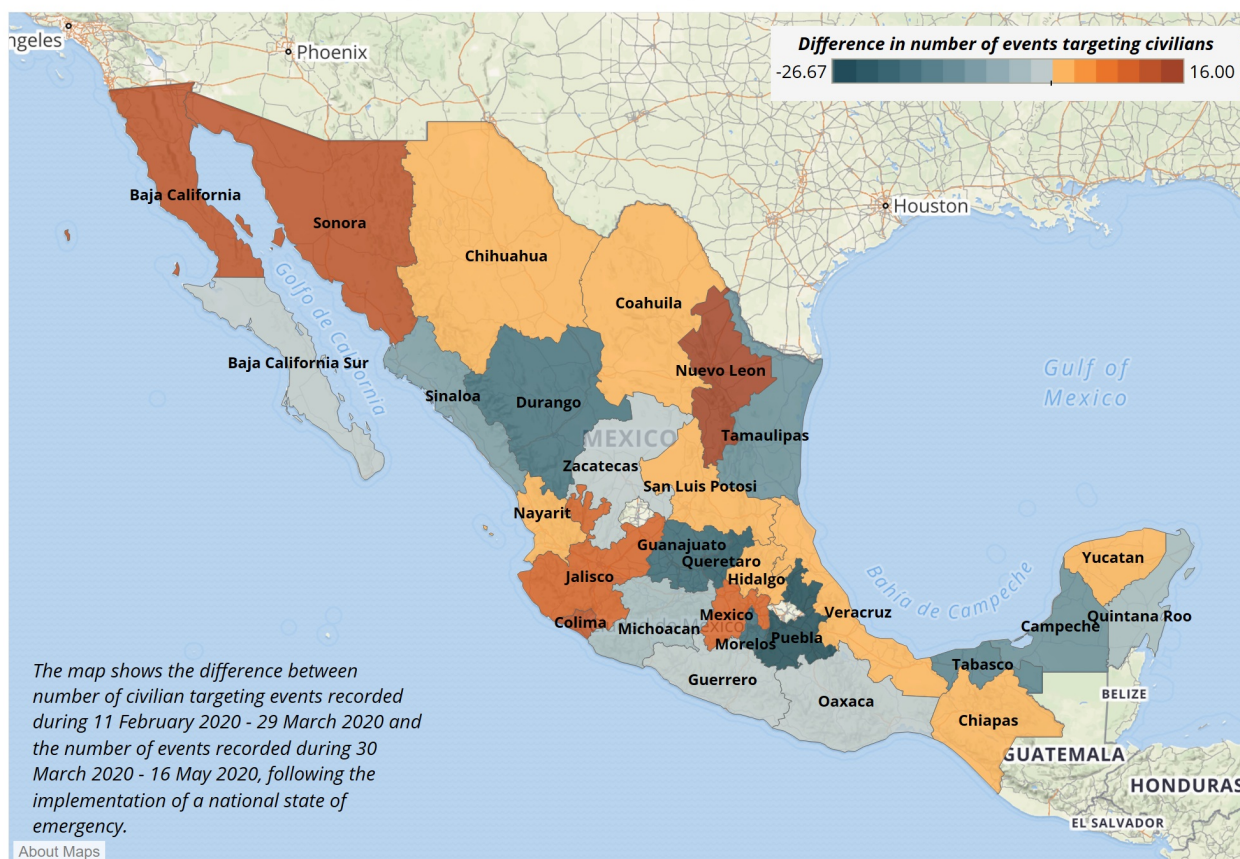 ngeles
Phoenix
Difference in number of events targeting civilians
-26.67
16.00
Houston
Baja California
Sonora
Chihuahua
Golfo de California
Coahuila
Baja California Sur
Nuevo Leon
Gulf of
Mexico
Sinaloa
Durango
MEXICO
Tamaulipas
Zacatecas
San Luis Potosi
Nayarit
Guanajuato
Queretaro
Yucatan
Jalisco
Hidalgo
Bahía de Campeche
Colima
Michoacan
Mexico
Veracruz
Campeche
Quintana Roo
Morelos
Puebla
Tabasco
Guerrero
Oaxaca
BELIZE
Chiapas
GUATEMALA
HONDURAS
EL SALVADOR
The map shows the difference between
number of civilian targeting events recorded
during 11 February 2020 - 29 March 2020 and
the number of events recorded during 30
March 2020 - 16 May 2020, following the
implementation of a national state of
emergency.
About Maps